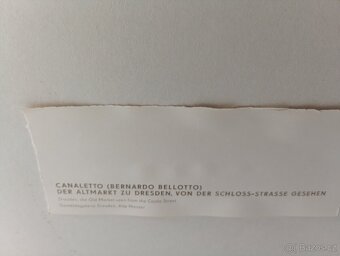 CANALETTO (BERNARDO BELLOTTO)
DER ALTMARKT ZU DRESDEN, VON DER SCHLOSS-STRASSE GESEHEN
Dresden, the Old Market seen from the Castle Street
Gemäldegalerie Dresden, Alte Meister